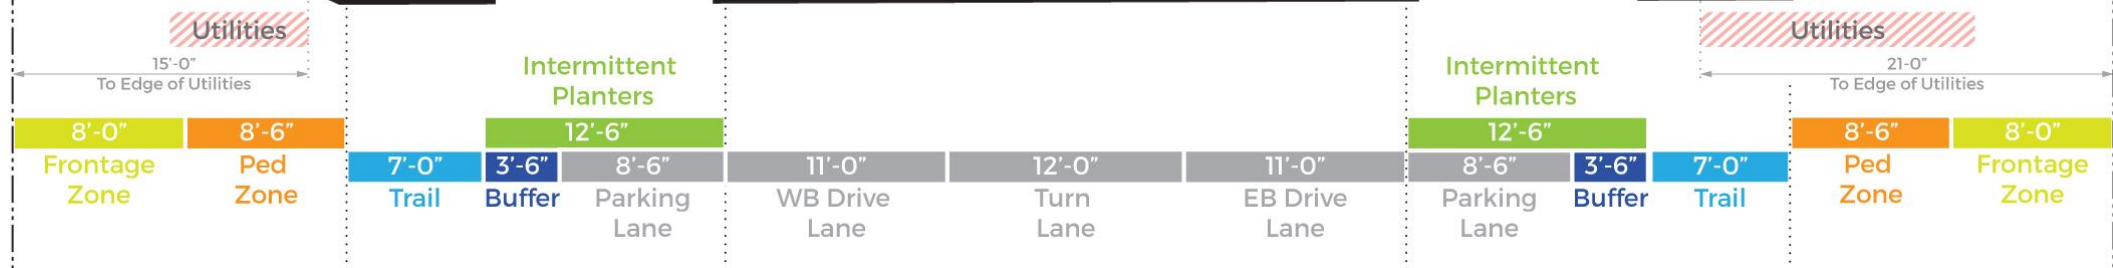 Utilities
Utilities
15'-0"
To Edge of Utilities
21-0"
To Edge of Utilities
Intermittent
Planters
Intermittent
Planters
8'-0"
8'-6"
12'-6"
12'-6"
8'-6"
8'-0"
Frontage
Zone
Ped
Zone
7'-0"
Trail
3'-6"
Buffer
8'-6"
Parking
Lane
11'-0"
WB Drive
Lane
12'-0"
Turn
Lane
11'-0"
EB Drive
Lane
8'-6"
Parking
Lane
3'-6"
Buffer
7'-0"
Trail
Ped
Zone
Frontage
Zone